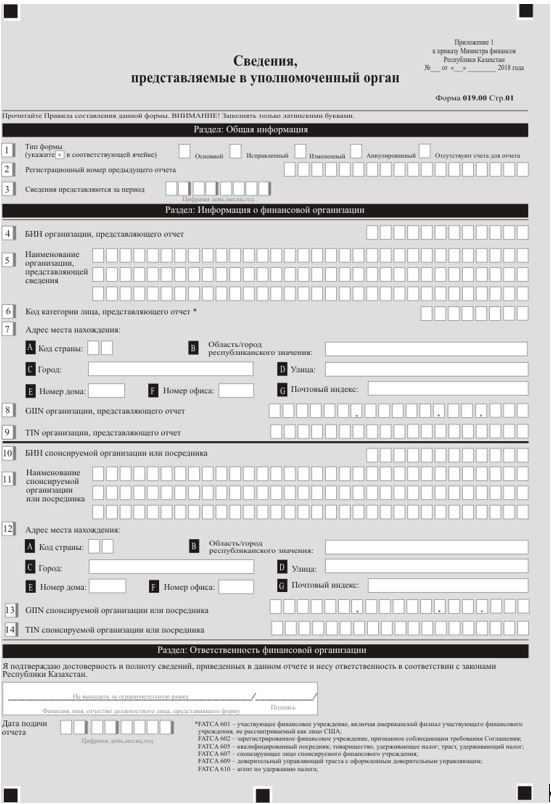 Приложение 1
к приказу Министра финансов
Республики Казахстан
№___ от «___» ________ 2018 года
Сведения,
представляемые в уполномоченный орган
Форма 019.00 Стр.01
Прочитайте Правила составления данной формы. ВНИМАНИЕ! Заполнять только латинскими буквами.
Раздел: Общая информация
1 Тип формы
(укажите x в соответствующей ячейке) Основной Исправленный Измененный Аннулированный Отсутствуют счета для отчета
2 Регистрационный номер предыдущего отчета
3 Сведения представляются за период
Цифрами день,месяц,год
Раздел: Информация о финансовой организации
4 БИН организации, представляющего отчет
5 Наименование
организации,
представляющей
сведения
6 Код категории лица, представляющего отчет *
7 Адрес места нахождения:
A Код страны: B Область/город
республиканского значения:
C Город: D Улица:
E Номер дома: F Номер офиса: G Почтовый индекс:
8 GIIN организации, представляющего отчет
9 TIN организации, представляющего отчет
10 БИН спонсируемой организации или посредника
11 Наименование
спонсируемой
организации
или посредника
12 Адрес места нахождения:
A Код страны: B Область/город
республиканского значения:
C Город: D Улица:
E Номер дома: F Номер офиса: G Почтовый индекс:
13 GIIN спонсируемой организации или посредника
14 TIN спонсируемой организации или посредника
Раздел: Ответственность финансовой организации
Я подтверждаю достоверность и полноту сведений, приведенных в данном отчете и несу ответственность в соответствии с законами
Республики Казахстан.
Не выходить за ограничительную рамку
Фамилия, имя, отчество должностного лица, представившего форму Подпись
Дата подачи
отчета
Цифрами день,месяц,год
*FATCA 601 – участвующее финансовое учреждение, включая американский филиал участвующего финансового
учреждения, не рассматриваемый как лицо США;
FATCA 602 – зарегистрированное финансовое учреждение, признанное соблюдающим требования Соглашения;
FATCA 605 – квалифицированный посредник; товарищество, удерживающее налог; траст, удерживающий налог;
FATCA 607 – спонсирующее лицо спонсируемого финансового учреждения;
FATCA 609 – доверительный управляющий траста с оформленным доверительным управляющим;
FATCA 610 – агент по удержанию налога;